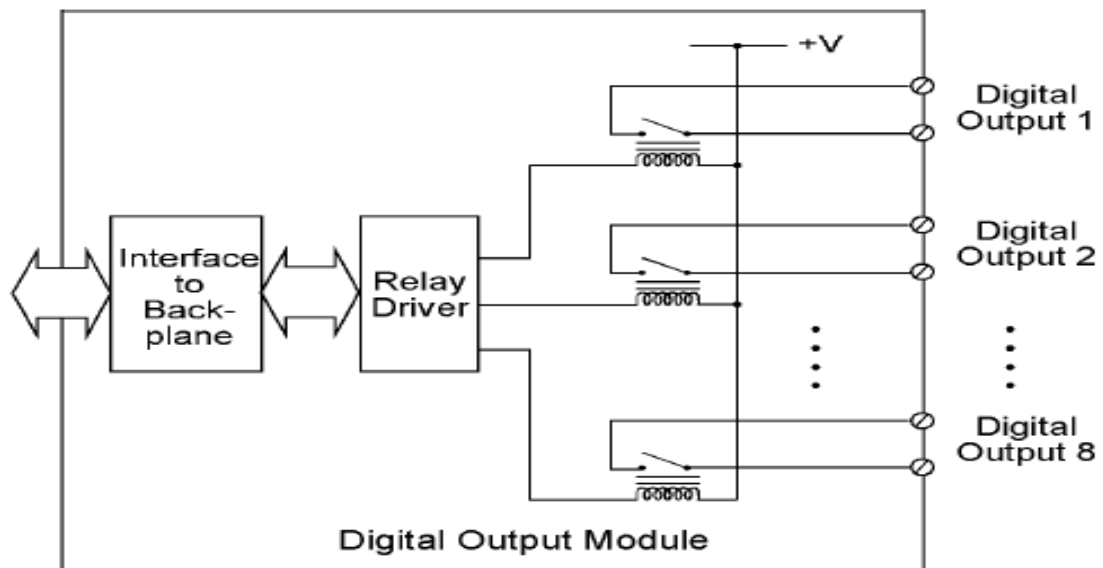 +V
Digital
Output 1
Digital
Output 2
Interface
to
Back-
plane
Relay
Driver
Digital
Output 8
Digital Output Module